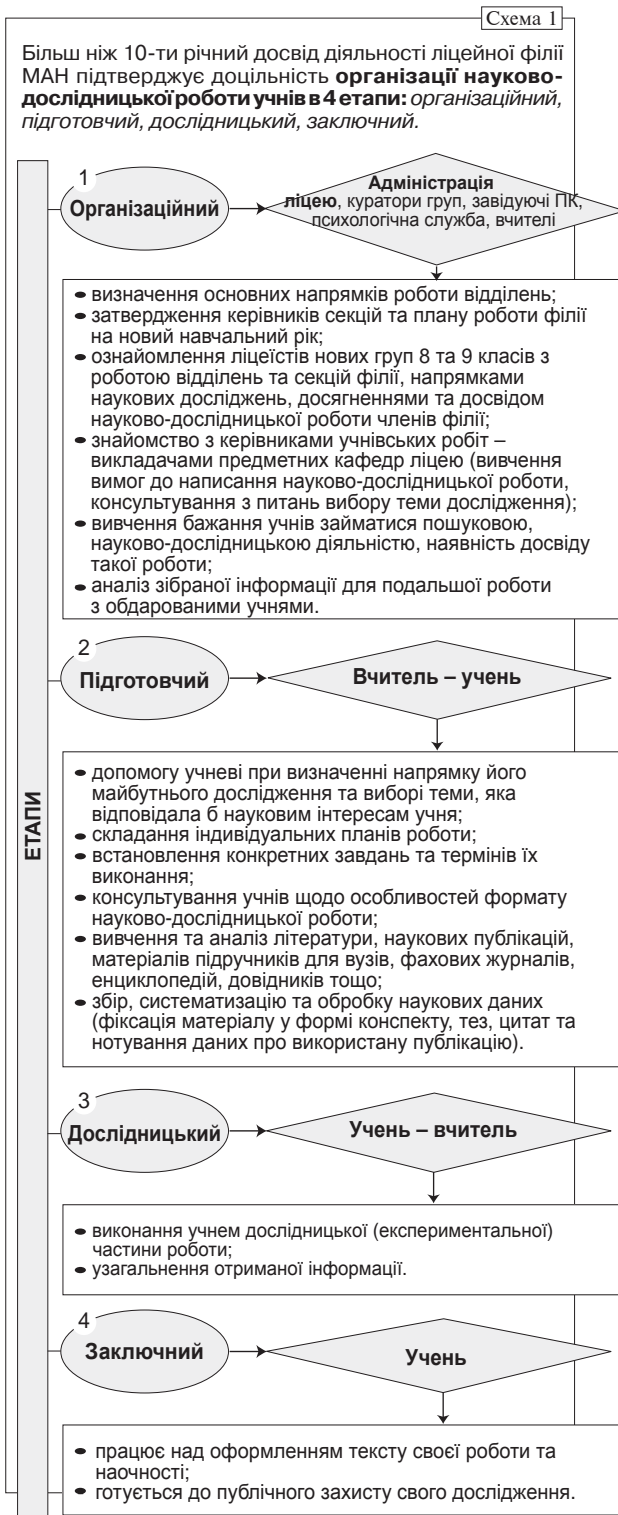 Схема 1
Більш ніж 10-ти річний досвід діяльності ліцейної філії
МАН підтверджує доцільність організації науково-
дослідницької роботи учнів в 4 етапи: організаційний,
підготовчий, дослідницький, заключний.
ЕТАПИ
1
Організаційний
Адміністрація
ліцею, куратори груп, завідуючі ПК,
психологічна служба, вчителі
• визначення основних напрямків роботи відділень;
• затвердження керівників секцій та плану роботи філії
на новий навчальний рік;
• ознайомлення ліцеїстів нових груп 8 та 9 класів з
роботою відділень та секцій філії, напрямками
наукових досліджень, досягненнями та досвідом
науково-дослідницької роботи членів філії;
• знайомство з керівниками учнівських робіт –
викладачами предметних кафедр ліцею (вивчення
вимог до написання науково-дослідницької роботи,
консультування з питань вибору теми дослідження);
• вивчення бажання учнів займатися пошуковою,
науково-дослідницькою діяльністю, наявність досвіду
такої роботи;
• аналіз зібраної інформації для подальшої роботи
з обдарованими учнями.
2
Підготовчий
Вчитель – учень
• допомогу учневі при визначенні напрямку його
майбутнього дослідження та виборі теми, яка
відповідала б науковим інтересам учня;
• складання індивідуальних планів роботи;
• встановлення конкретних завдань та термінів їх
виконання;
• консультування учнів щодо особливостей формату
науково-дослідницької роботи;
• вивчення та аналіз літератури, наукових публікацій,
матеріалів підручників для вузів, фахових журналів,
енциклопедій, довідників тощо;
• збір, систематизацію та обробку наукових даних
(фіксація матеріалу у формі конспекту, тез, цитат та
нотування даних про використану публікацію).
3
Дослідницький
Учень – вчитель
• виконання учнем дослідницької (експериментальної)
частини роботи;
• узагальнення отриманої інформації.
4
Заключний
Учень
• працює над оформленням тексту своєї роботи та
наочності;
• готується до публічного захисту свого дослідження.